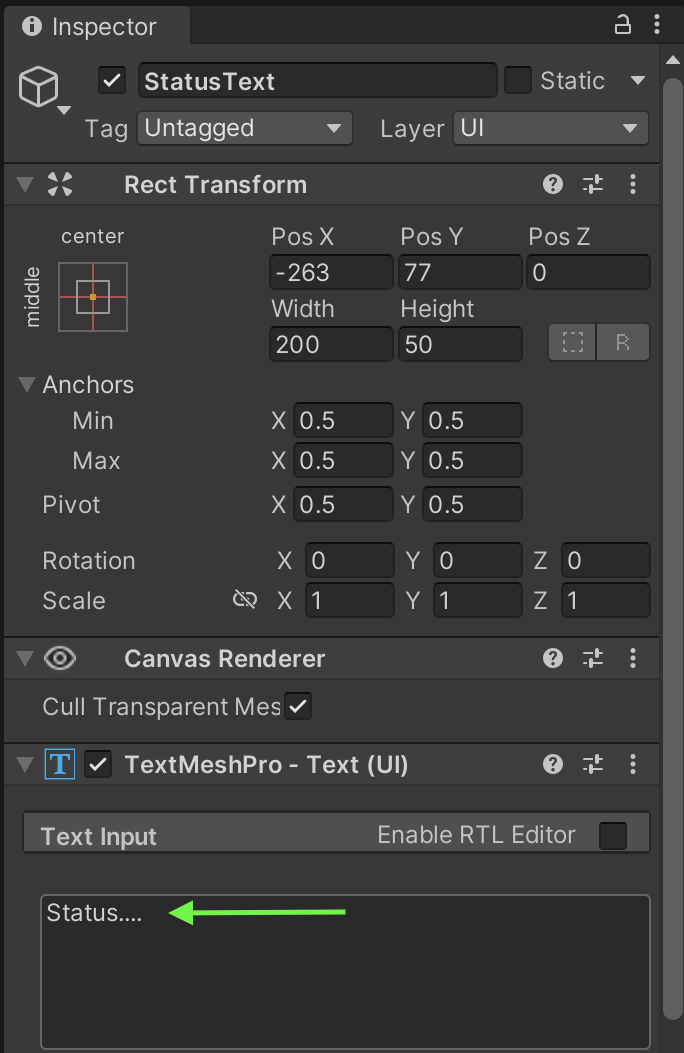 Inspector
StatusText Static
Tag Untagged Layer UI
Rect Transform
center
middle
Pos X Pos Y Pos Z
-263 77 0
Width Height
200 50
R
Anchors
Min X 0.5 Y 0.5
Max X 0.5 Y 0.5
Pivot X 0.5 Y 0.5
Rotation X 0 Y 0 Z 0
Scale X 1 Y 1 Z 1
Canvas Renderer
Cull Transparent Mes
T TextMeshPro - Text (UI)
Text Input Enable RTL Editor
Status....